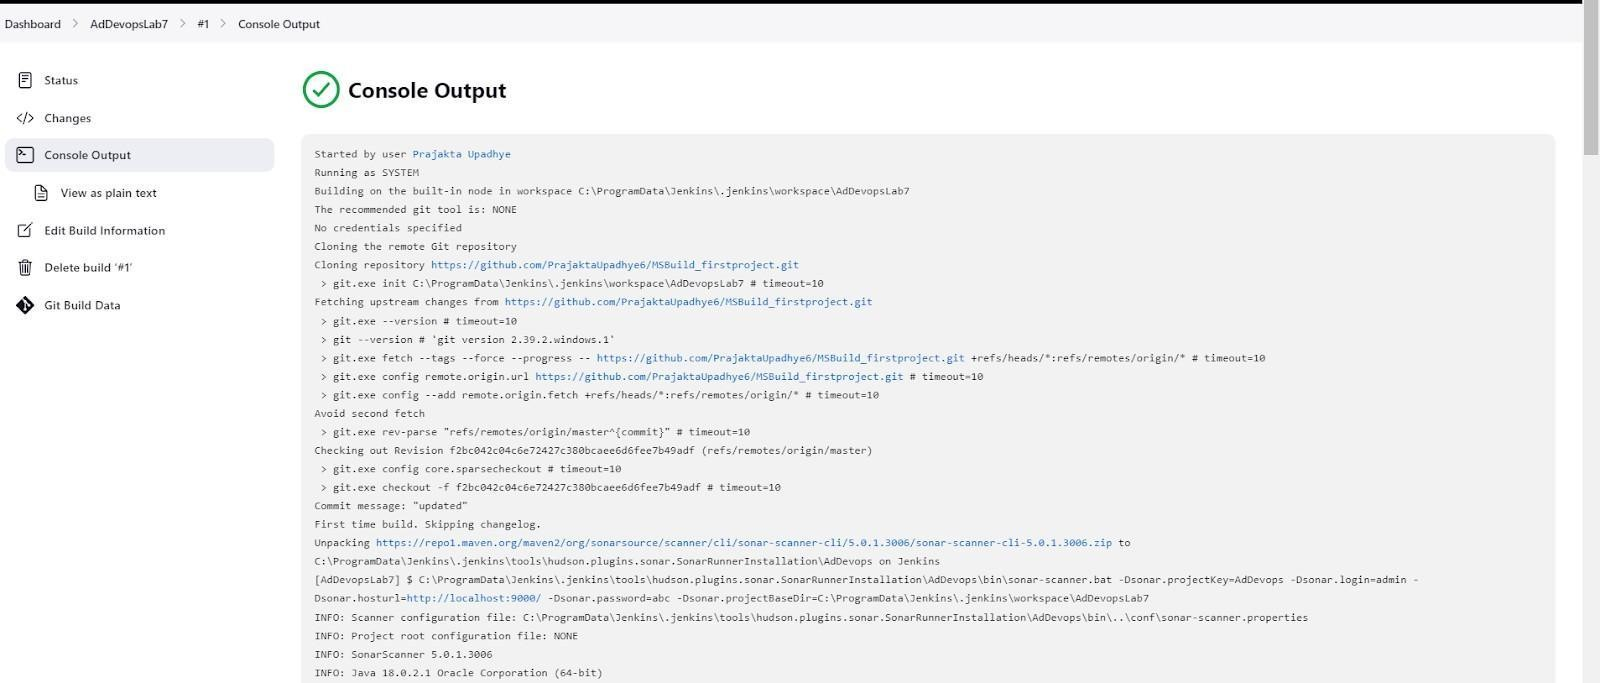 Dashboard > AdDevopsLab7 > #1 > Console Output
Status
Changes
Console Output
View as plain text
Edit Build Information
Delete build ‘#1’
Git Build Data
Console Output
Started by user Prajakta Upadhye
Running as SYSTEM
Building on the built-in node in workspace C:\ProgramData\Jenkins\.jenkins\workspace\AdDevopsLab7
The recommended git tool is: NONE
No credentials specified
Cloning the remote Git repository
Cloning repository https://github.com/PrajaktaUpadhye6/MSBuild_firstproject.git
> git.exe init C:\ProgramData\Jenkins\.jenkins\workspace\AdDevopsLab7 # timeout=10
Fetching upstream changes from https://github.com/PrajaktaUpadhye6/MSBuild_firstproject.git
> git.exe --version # timeout=10
> git --version # 'git version 2.39.2.windows.1'
> git.exe fetch --tags --force --progress -- https://github.com/PrajaktaUpadhye6/MSBuild_firstproject.git +refs/heads/*:refs/remotes/origin/* # timeout=10
> git.exe config remote.origin.url https://github.com/PrajaktaUpadhye6/MSBuild_firstproject.git # timeout=10
> git.exe config --add remote.origin.fetch +refs/heads/*:refs/remotes/origin/* # timeout=10
Avoid second fetch
> git.exe rev-parse "refs/remotes/origin/master^{commit}" # timeout=10
Checking out Revision f2bc042c04c6e72427c380bcaee6d6fee7b49adf (refs/remotes/origin/master)
> git.exe config core.sparsecheckout # timeout=10
> git.exe checkout -f f2bc042c04c6e72427c380bcaee6d6fee7b49adf # timeout=10
Commit message: "updated"
First time build. Skipping changelog.
Unpacking https://repo1.maven.org/maven2/org/sonarsource/scanner/cli/sonar-scanner-cli/5.0.1.3006/sonar-scanner-cli-5.0.1.3006.zip to
C:\ProgramData\Jenkins\.jenkins\tools\hudson.plugins.sonar.SonarRunnerInstallation\AdDevops on Jenkins
[AdDevopsLab7] $ C:\ProgramData\Jenkins\.jenkins\tools\hudson.plugins.sonar.SonarRunnerInstallation\AdDevops\bin\sonar-scanner.bat -Dsonar.projectKey=AdDevops -Dsonar.login=admin -
Dsonar.hosturl=http://localhost:9000/ -Dsonar.password=abc -Dsonar.projectBaseDir=C:\ProgramData\Jenkins\.jenkins\workspace\AdDevopsLab7
INFO: Scanner configuration file: C:\ProgramData\Jenkins\.jenkins\tools\hudson.plugins.sonar.SonarRunnerInstallation\AdDevops\bin\..\conf\sonar-scanner.properties
INFO: Project root configuration file: NONE
INFO: SonarScanner 5.0.1.3006
INFO: Java 18.0.2.1 Oracle Corporation (64-bit)